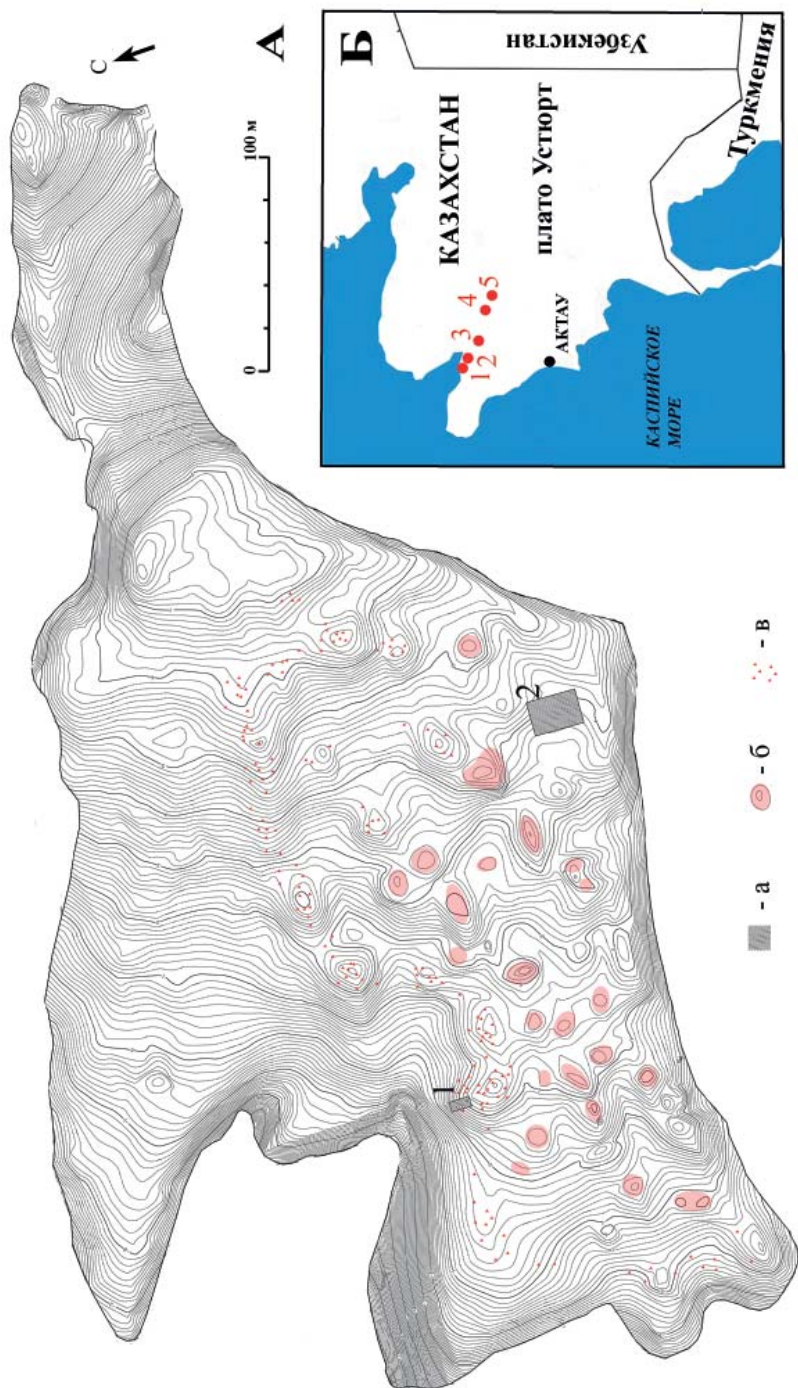 А
С
100 м
0
1
2
- а
- б
- в
Б
КАЗАХСТАН
Узбекистан
плато Устюрт
Туркмения
1
2
3
4
5
АКТАУ
КАСПИЙСКОЕ
МОРЕ